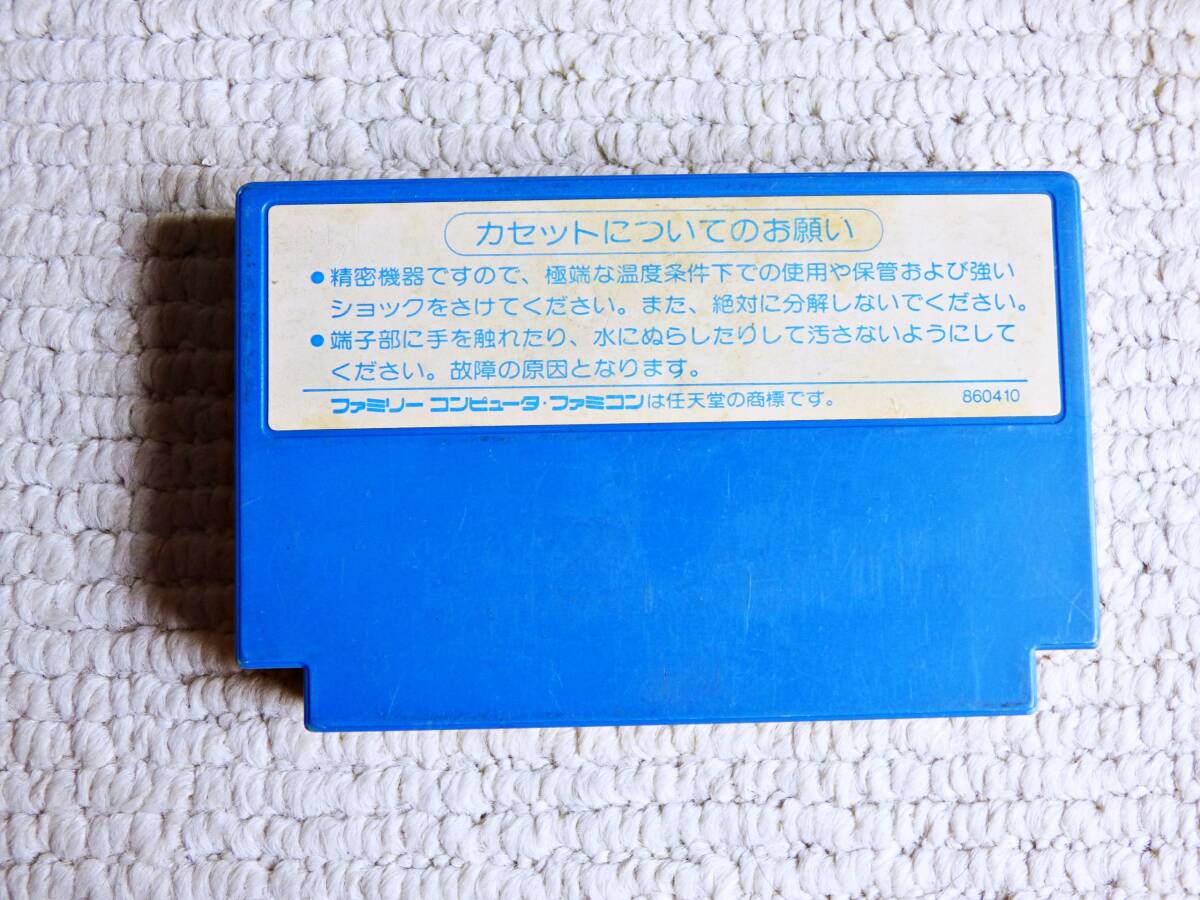 カセットについてのお願い
●精密機器ですので、極端な温度条件下での使用や保管および強い
ショックをさけてください。また、絶対に分解しないでください。
●端子部に手を触れたり、水にぬらしたりして汚さないようにして
ください。故障の原因となります。
ファミリーコンピュータ・ファミコンは任天堂の商標です。 860410